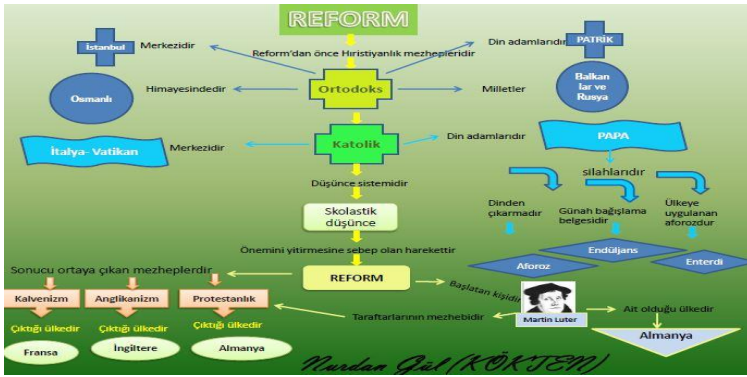 REFORM
Reform'dan önce Hıristiyanlık mezhepleridir
İstanbul
Merkezidir
Din adamlarıdır
PATRİK
Osmanlı
Himayesindedir
Ortodoks
Milletler
Balkan
lar ve
Rusya
İtalya- Vatikan
Merkezidir
Katolik
Din adamlarıdır
PAPA
silahlarıdır
Düşünce sistemidir
Skolastik
düşünce
Dinden
çıkarmadır
Günah bağışlama
belgesidir
Ülkeye
uygulanan
aforozdur
Aforoz
Endüljans
Enterdi
Önemini yitirmesine sebep olan harekettir
Sonucu ortaya çıkan mezheplerdir
REFORM
Başlatan kişidir
Kalvenizm
Anglikanizm
Protestanlık
Taraftarlarının mezhebidir
Martin Luter
Ait olduğu ülkedir
Çıktığı ülkedir
Çıktığı ülkedir
Çıktığı ülkedir
Fransa
İngiltere
Almanya
Almanya
Nurdan Gül (KÖKTEN)